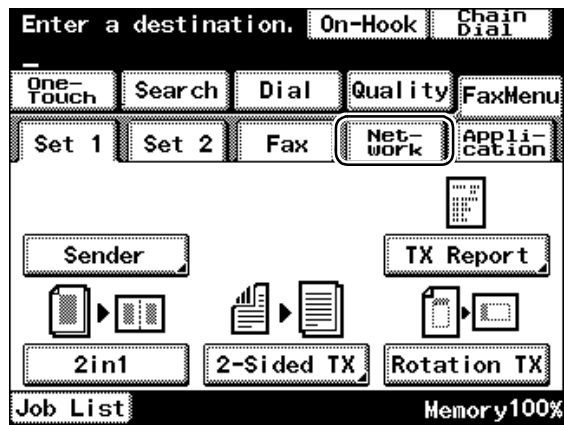 Enter a destination. On-Hook Chain Dial
One-Touch Search Dial Quality FaxMenu
Set 1 Set 2 Fax Net-work Appli-cation
Sender TX Report
2in1 2-Sided TX Rotation TX
Job List Memory100%